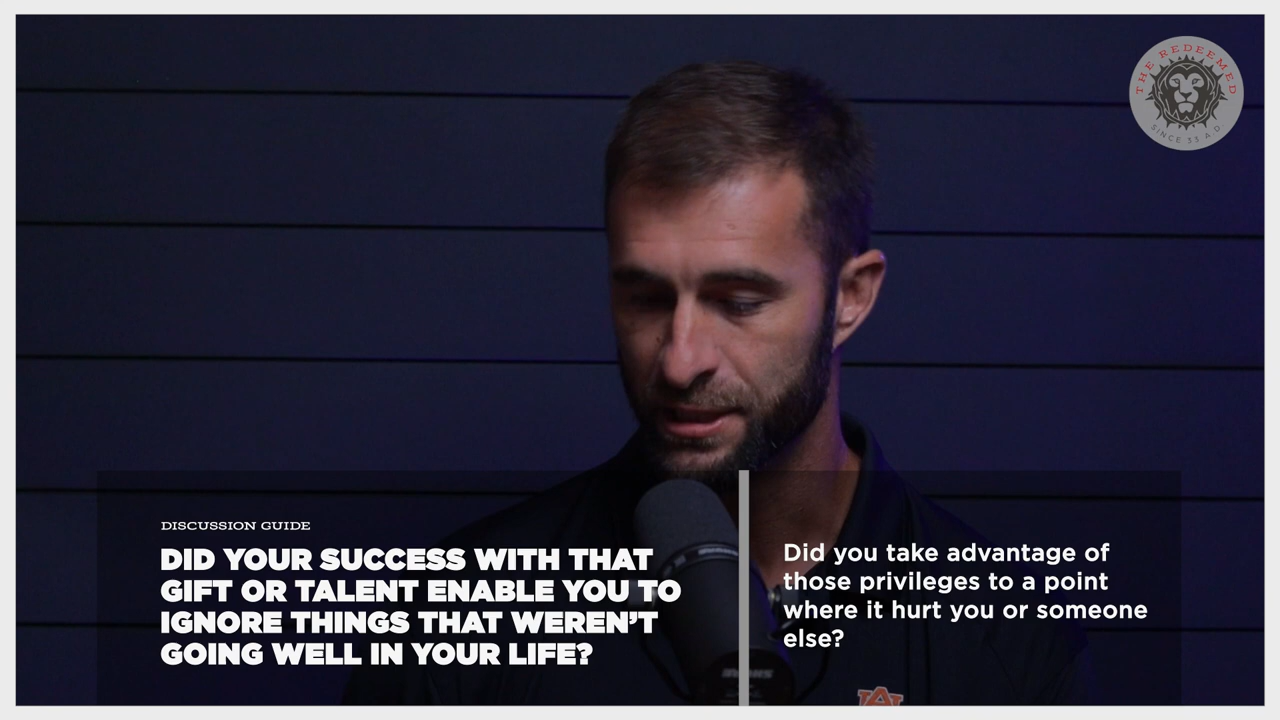 THE REDEEMED
SINCE 33 A.D.
DISCUSSION GUIDE
DID YOUR SUCCESS WITH THAT
GIFT OR TALENT ENABLE YOU TO
IGNORE THINGS THAT WEREN'T
GOING WELL IN YOUR LIFE?
Did you take advantage of
those privileges to a point
where it hurt you or someone
else?